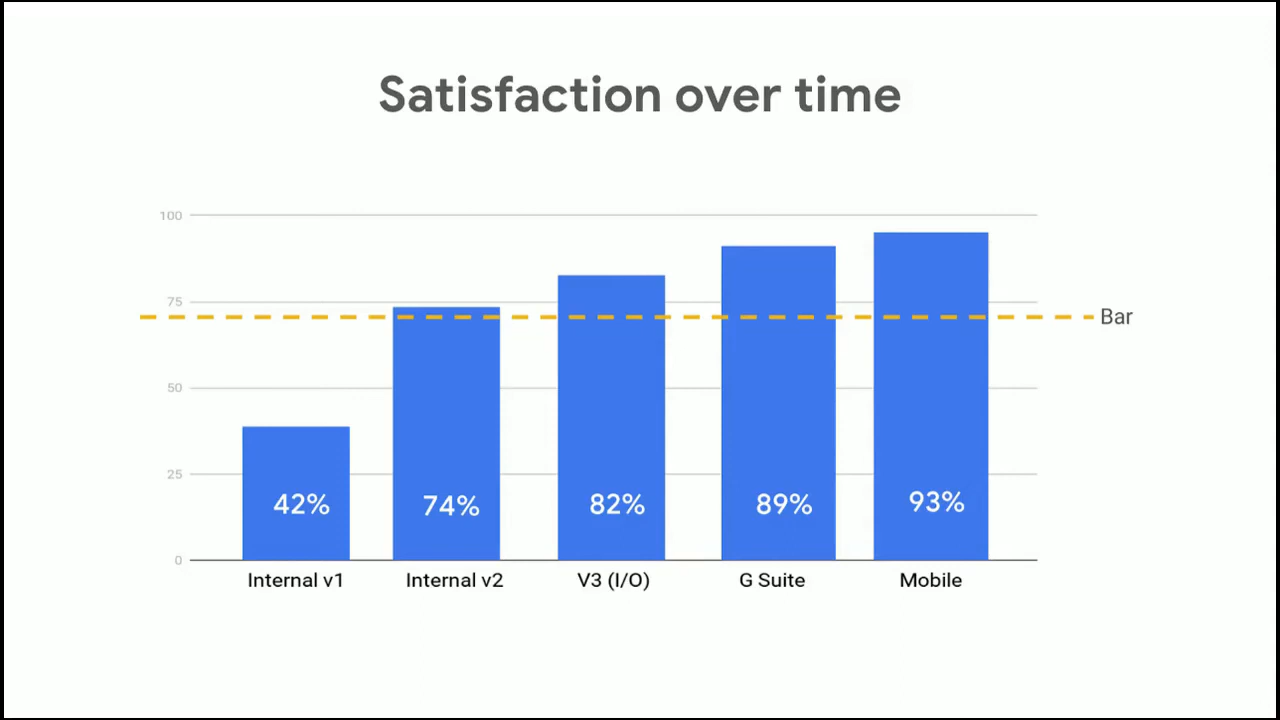 Satisfaction over time
100
75
Bar
50
25
42% 74% 82% 89% 93%
0
Internal v1 Internal v2 V3 (I/O) G Suite Mobile